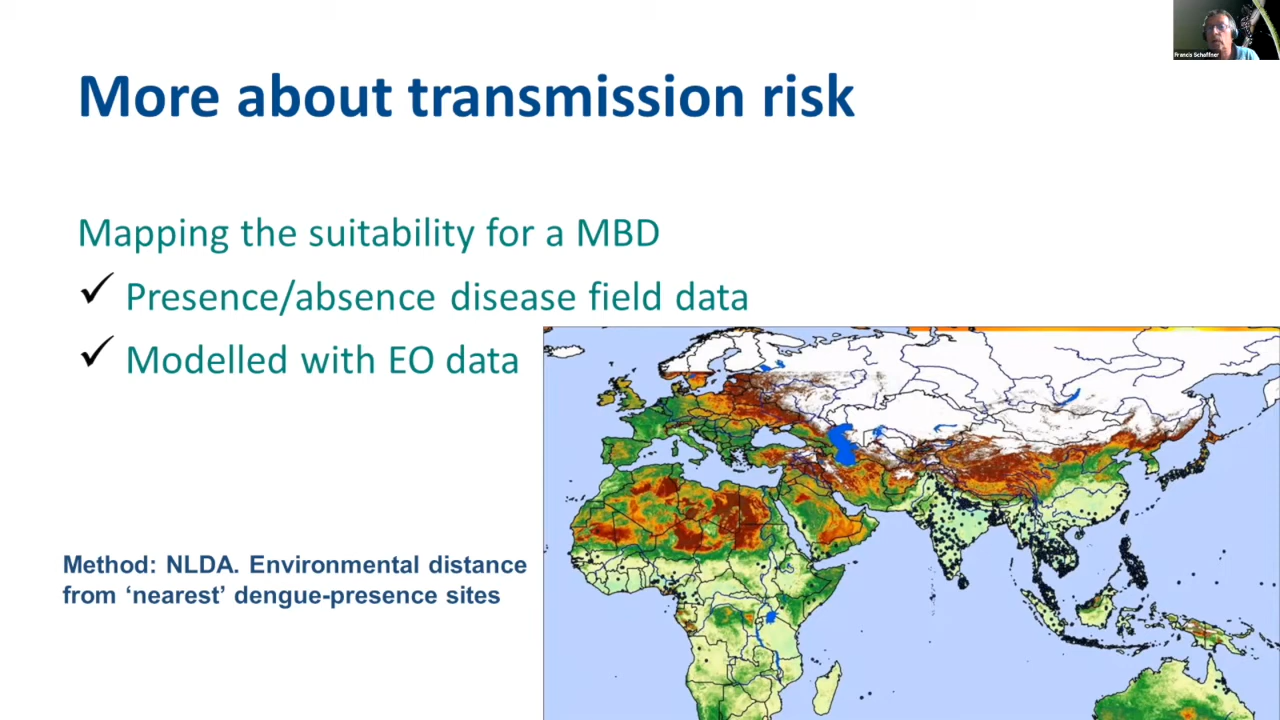 Francis Schaffner
More about transmission risk
Mapping the suitability for a MBD
Presence/absence disease field data
Modelled with EO data
Method: NLDA. Environmental distance
from ‘nearest’ dengue-presence sites